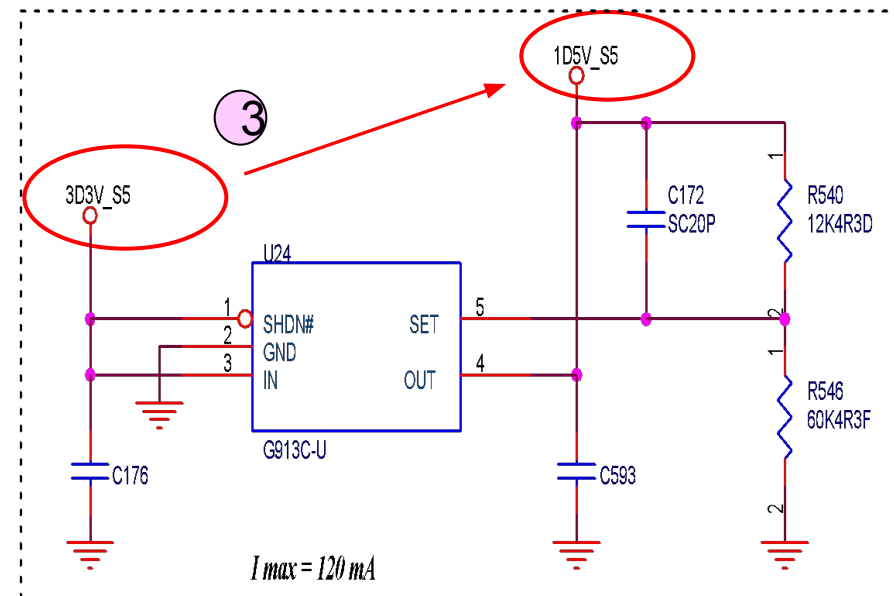 1D5V_S5
3
3D3V_S5
C172
SC20P
1
R540
12K4R3D
2
U24
1
SHDN#
SET
5
2
GND
3
IN
OUT
4
1
R546
60K4R3F
2
G913C-U
C176
C593
I max = 120 mA